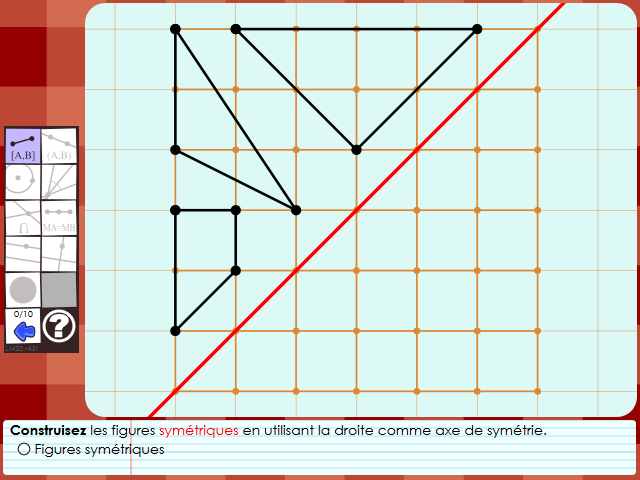 [A,B] (A,B)
∩ MA=MB
0/10
?
Construisez les figures symétriques en utilisant la droite comme axe de symétrie.
Figures symétriques